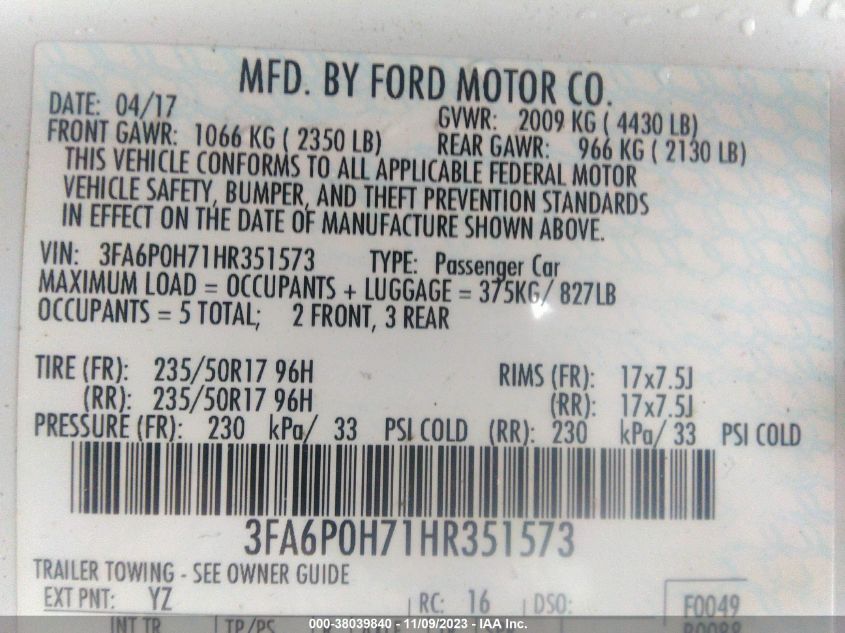 MFD. BY FORD MOTOR CO.
DATE: 04/17 GVWR: 2009 KG ( 4430 LB)
FRONT GAWR: 1066 KG ( 2350 LB) REAR GAWR: 966 KG ( 2130 LB)
THIS VEHICLE CONFORMS TO ALL APPLICABLE FEDERAL MOTOR
VEHICLE SAFETY, BUMPER, AND THEFT PREVENTION STANDARDS
IN EFFECT ON THE DATE OF MANUFACTURE SHOWN ABOVE.
VIN: 3FA6P0H71HR351573 TYPE: Passenger Car
MAXIMUM LOAD = OCCUPANTS + LUGGAGE = 375KG/ 827LB
OCCUPANTS = 5 TOTAL; 2 FRONT, 3 REAR
TIRE (FR): 235/50R17 96H RIMS (FR): 17x7.5J
(RR): 235/50R17 96H (RR): 17x7.5J
PRESSURE (FR): 230 kPa/ 33 PSI COLD (RR): 230 kPa/ 33 PSI COLD
3FA6P0H71HR351573
TRAILER TOWING - SEE OWNER GUIDE
EXT PNT: YZ RC: 16 DSO: F0049
INT TR TP/PS R0088
000-38039840 - 11/09/2023 - IAA Inc.